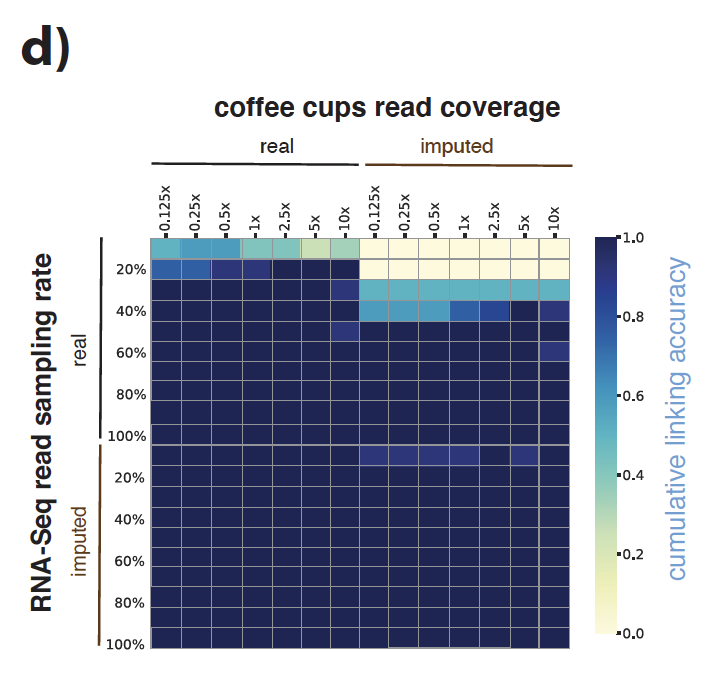 d)
coffee cups read coverage
real imputed
0.125x 0.25x 0.5x 1x 2.5x 5x 10x 0.125x 0.25x 0.5x 1x 2.5x 5x 10x
RNA-Seq read sampling rate
real
20%
40%
60%
80%
100%
imputed
20%
40%
60%
80%
100%
1.0
0.8
0.6
0.4
0.2
0.0
cumulative linking accuracy